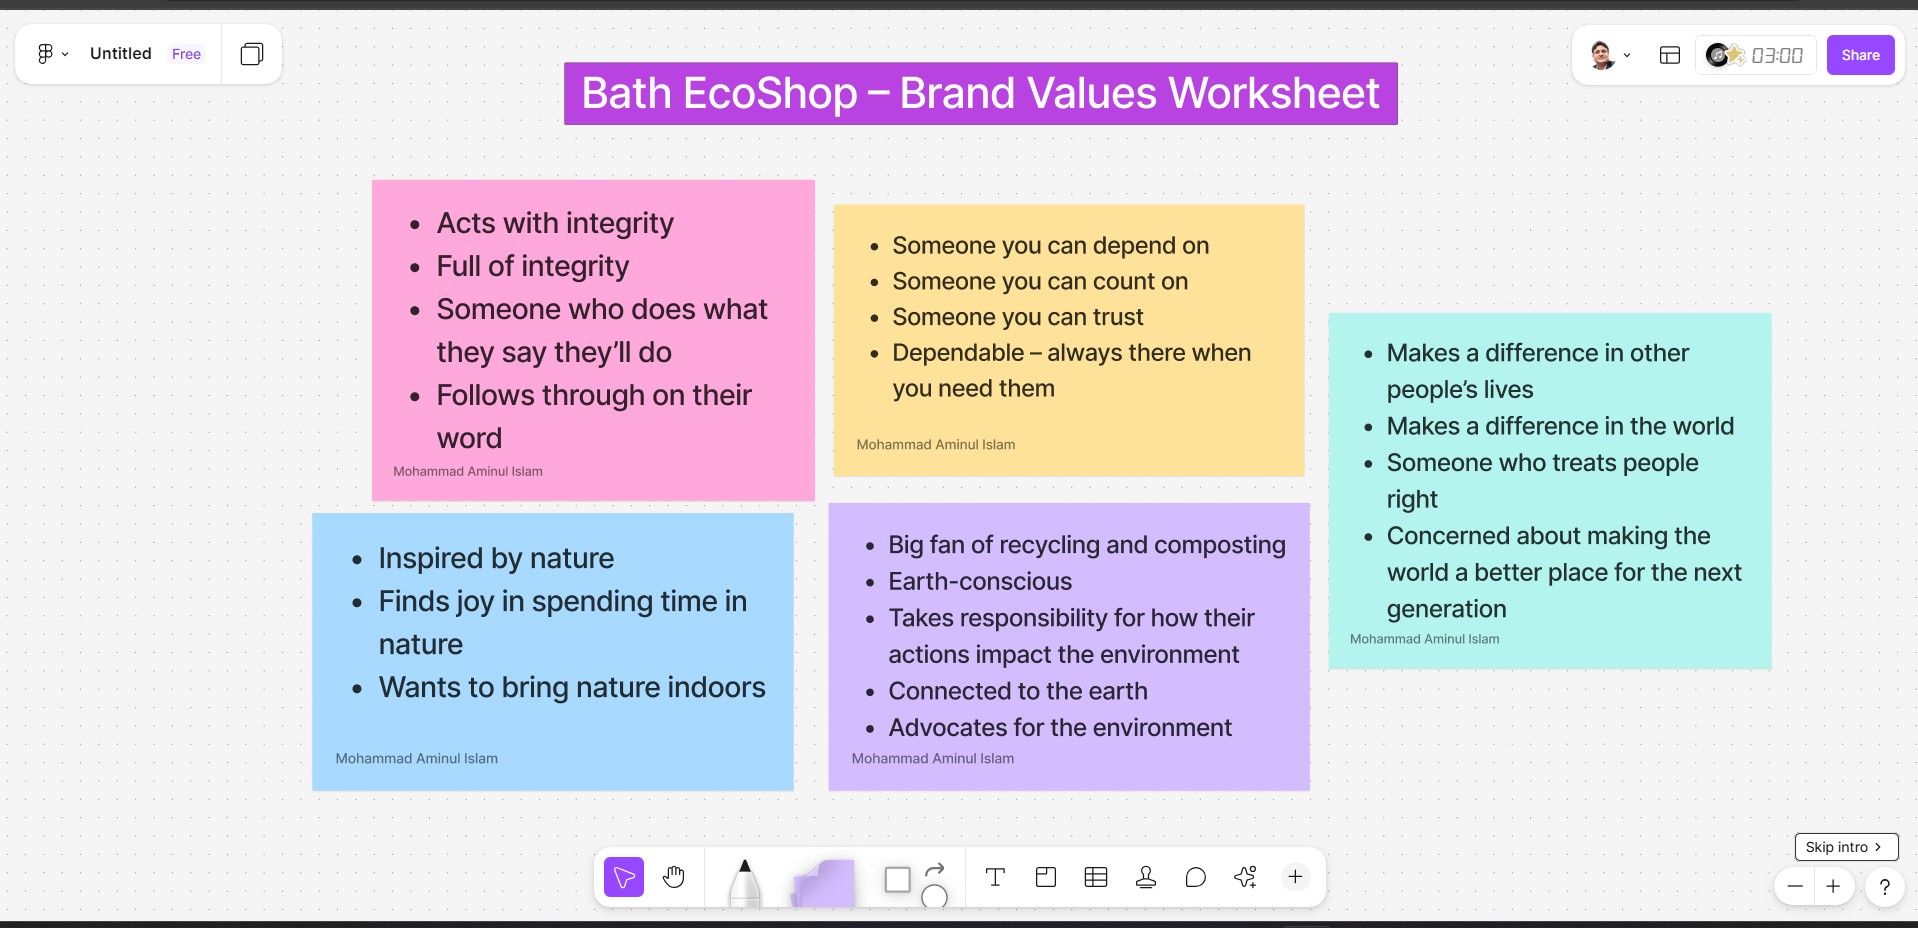 Untitled Free
03:00
Share
Bath EcoShop – Brand Values Worksheet
• Acts with integrity
• Full of integrity
• Someone who does what
they say they’ll do
• Follows through on their
word
Mohammad Aminul Islam
• Someone you can depend on
• Someone you can count on
• Someone you can trust
• Dependable – always there when
you need them
Mohammad Aminul Islam
• Makes a difference in other
people’s lives
• Makes a difference in the world
• Someone who treats people
right
• Concerned about making the
world a better place for the next
generation
Mohammad Aminul Islam
• Inspired by nature
• Finds joy in spending time in
nature
• Wants to bring nature indoors
Mohammad Aminul Islam
• Big fan of recycling and composting
• Earth-conscious
• Takes responsibility for how their
actions impact the environment
• Connected to the earth
• Advocates for the environment
Mohammad Aminul Islam
Skip intro
?